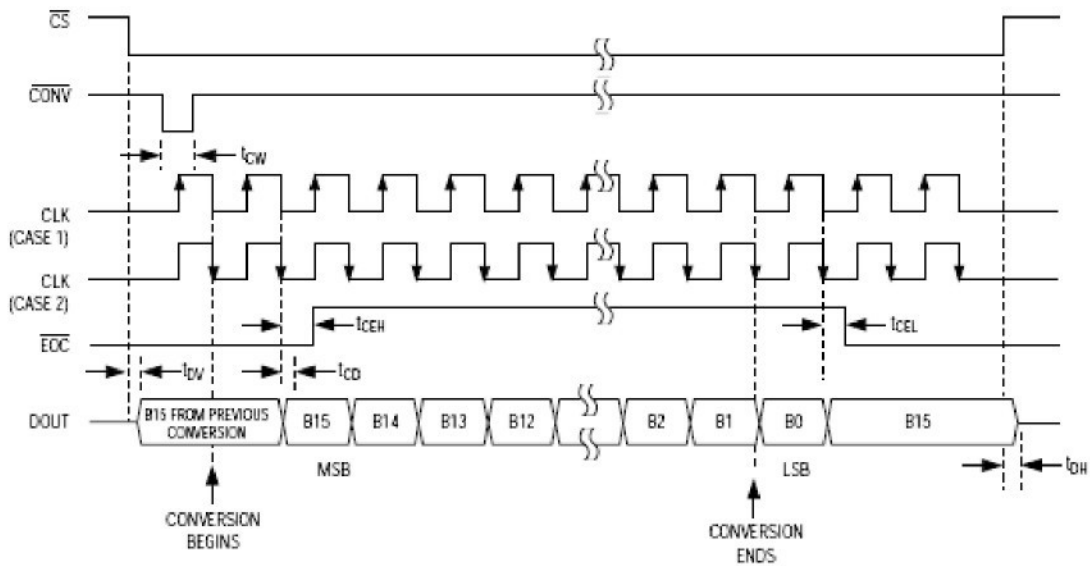 CS
CONV
tCW
CLK
(CASE 1)
CLK
(CASE 2)
tCEH
tCEL
EOC
tDV
tCD
DOUT
B15 FROM PREVIOUS
CONVERSION
B15
B14
B13
B12
B2
B1
B0
B15
MSB
LSB
tDH
CONVERSION
BEGINS
CONVERSION
ENDS